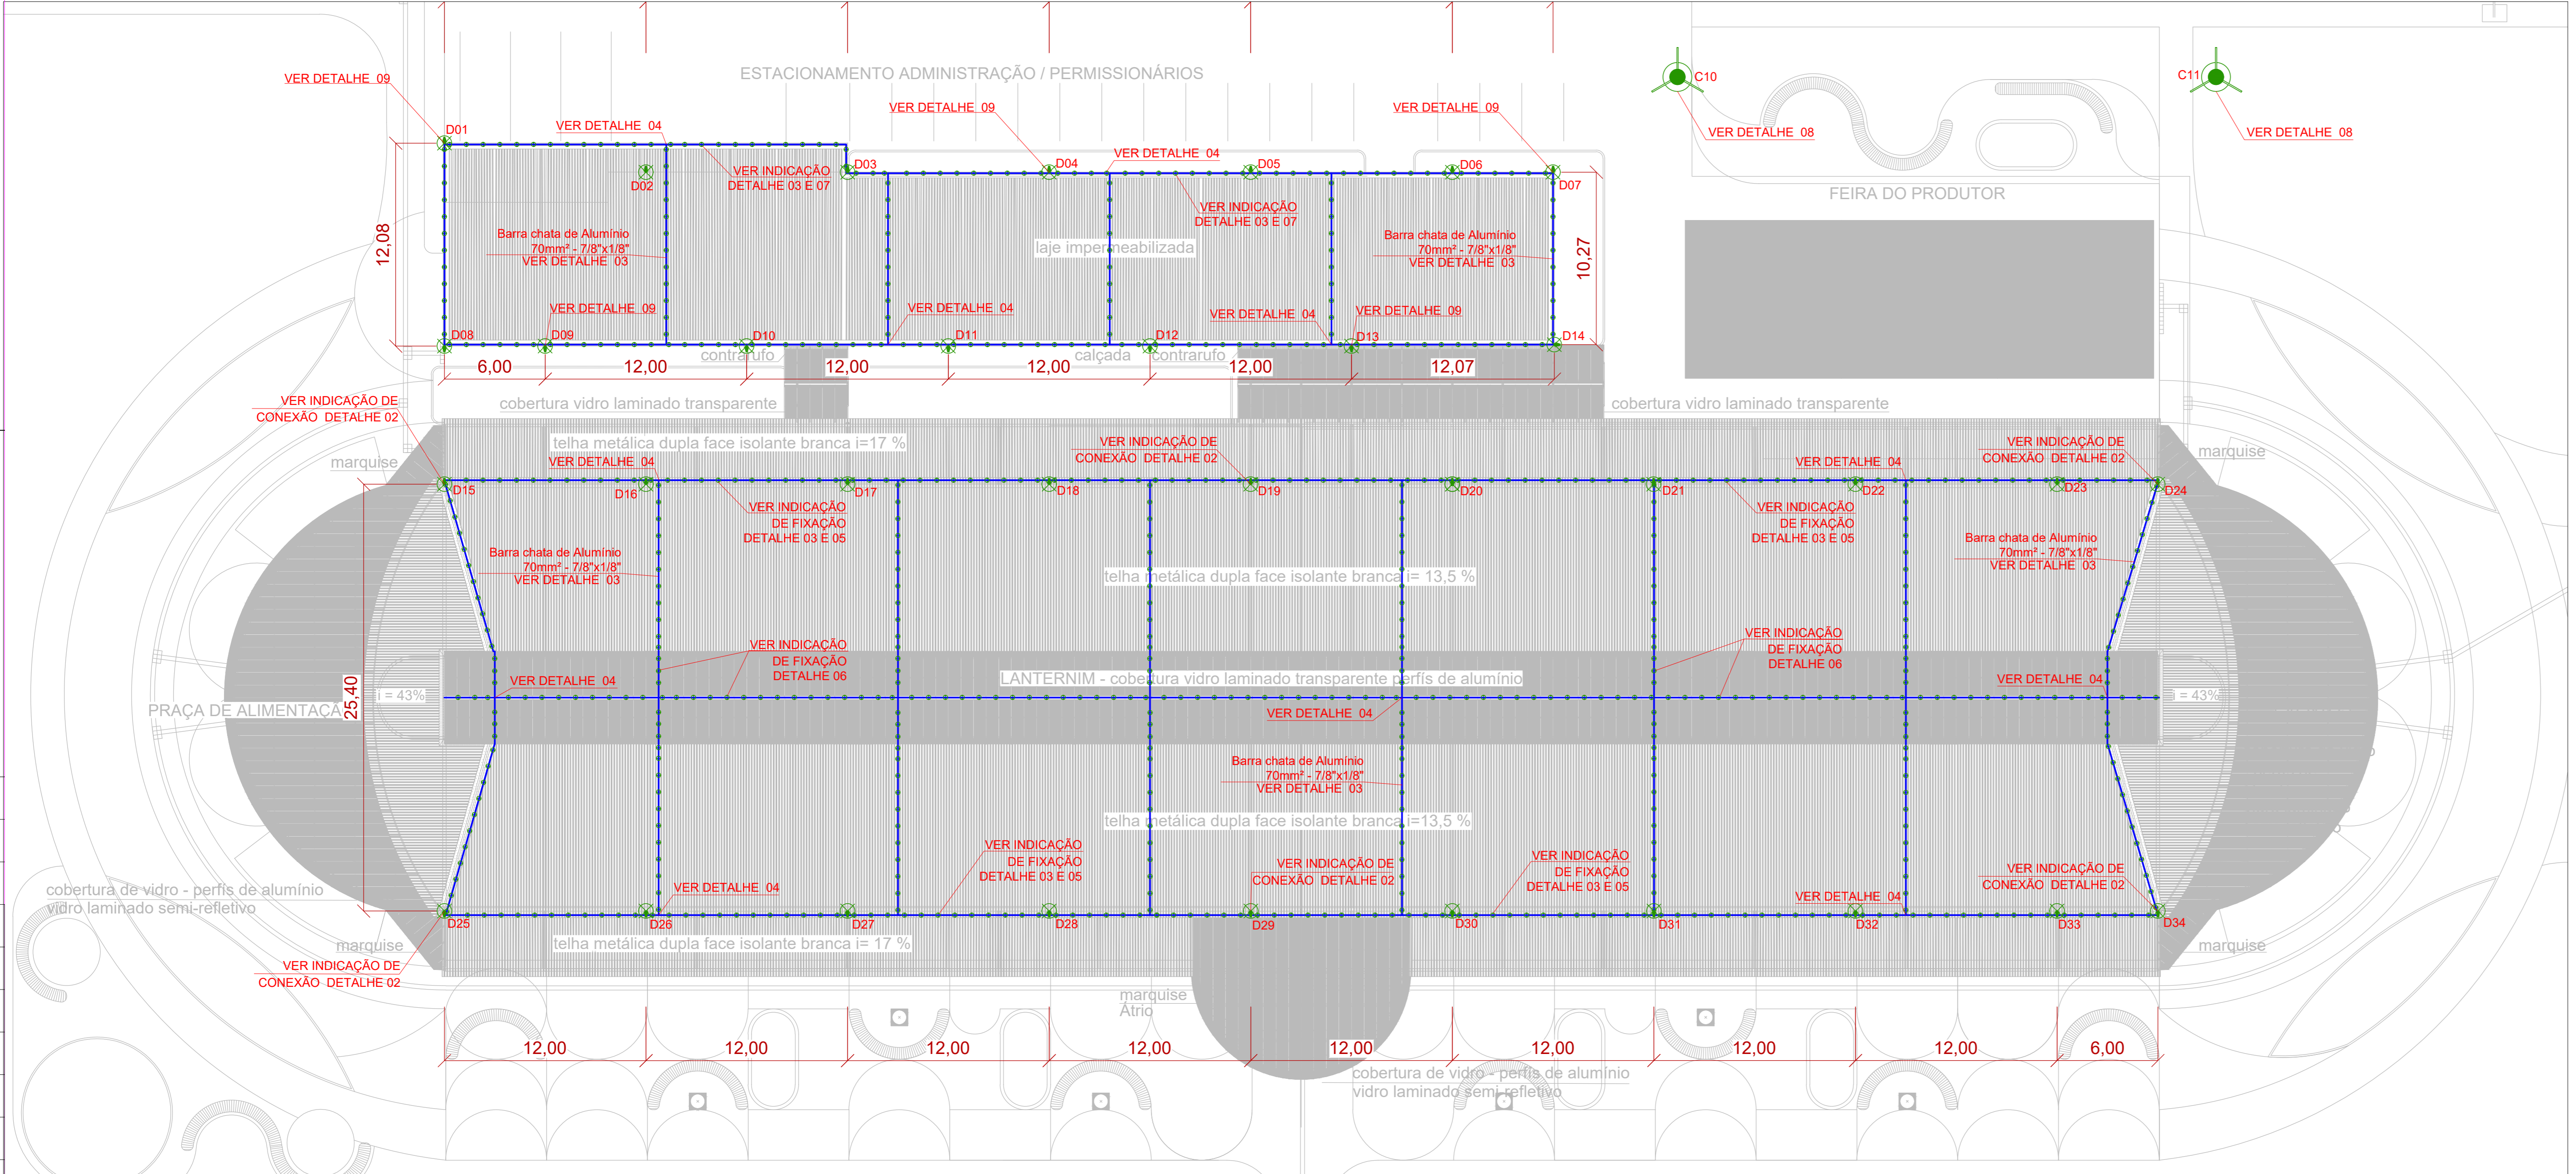 ESTACIONAMENTO ADMINISTRAÇÃO / PERMISSIONÁRIOS
VER DETALHE 09
C10
C11
VER DETALHE 09
VER DETALHE 09
D01
VER DETALHE 04
VER DETALHE 08
VER DETALHE 08
VER DETALHE 04
D03
D04
D05
D06
VER INDICAÇÃO
DETALHE 03 E 07
D02
D07
FEIRA DO PRODUTOR
VER INDICAÇÃO
DETALHE 03 E 07
12,08
Barra chata de Alumínio
70mm² - 7/8"x1/8"
VER DETALHE 03
laje impermeabilizada
Barra chata de Alumínio
70mm² - 7/8"x1/8"
VER DETALHE 03
10,27
VER DETALHE 09
VER DETALHE 04
VER DETALHE 04
VER DETALHE 09
D08
D09
D10
D11
D12
D13
D14
contrarufo
calçada
contrarufo
6,00
12,00
12,00
12,00
12,00
12,07
VER INDICAÇÃO DE
CONEXÃO DETALHE 02
cobertura vidro laminado transparente
cobertura vidro laminado transparente
telha metálica dupla face isolante branca i=17 %
VER INDICAÇÃO DE
CONEXÃO DETALHE 02
VER INDICAÇÃO DE
CONEXÃO DETALHE 02
marquise
marquise
VER DETALHE 04
VER DETALHE 04
D15
D16
D17
D18
D19
D20
D21
D22
D23
D24
VER INDICAÇÃO
DE FIXAÇÃO
DETALHE 03 E 05
VER INDICAÇÃO
DE FIXAÇÃO
DETALHE 03 E 05
Barra chata de Alumínio
70mm² - 7/8"x1/8"
VER DETALHE 03
Barra chata de Alumínio
70mm² - 7/8"x1/8"
VER DETALHE 03
telha metálica dupla face isolante branca i= 13,5 %
VER INDICAÇÃO
DE FIXAÇÃO
DETALHE 06
VER INDICAÇÃO
DE FIXAÇÃO
DETALHE 06
LANTERNIM - cobertura vidro laminado transparente perfís de alumínio
VER DETALHE 04
VER DETALHE 04
i = 43%
i = 43%
25,40
PRAÇA DE ALIMENTAÇÃ
VER DETALHE 04
Barra chata de Alumínio
70mm² - 7/8"x1/8"
VER DETALHE 03
telha metálica dupla face isolante branca i=13,5 %
VER INDICAÇÃO
DE FIXAÇÃO
DETALHE 03 E 05
VER INDICAÇÃO DE
CONEXÃO DETALHE 02
VER INDICAÇÃO
DE FIXAÇÃO
DETALHE 03 E 05
VER INDICAÇÃO DE
CONEXÃO DETALHE 02
cobertura de vidro - perfís de alumínio
vidro laminado semi-refletivo
VER DETALHE 04
VER DETALHE 04
D25
D26
D27
D28
D29
D30
D31
D32
D33
D34
marquise
telha metálica dupla face isolante branca i= 17 %
marquise
VER INDICAÇÃO DE
CONEXÃO DETALHE 02
marquise
Átrio
12,00
12,00
12,00
12,00
12,00
12,00
12,00
12,00
6,00
cobertura de vidro - perfís de alumínio
vidro laminado semi-refletivo